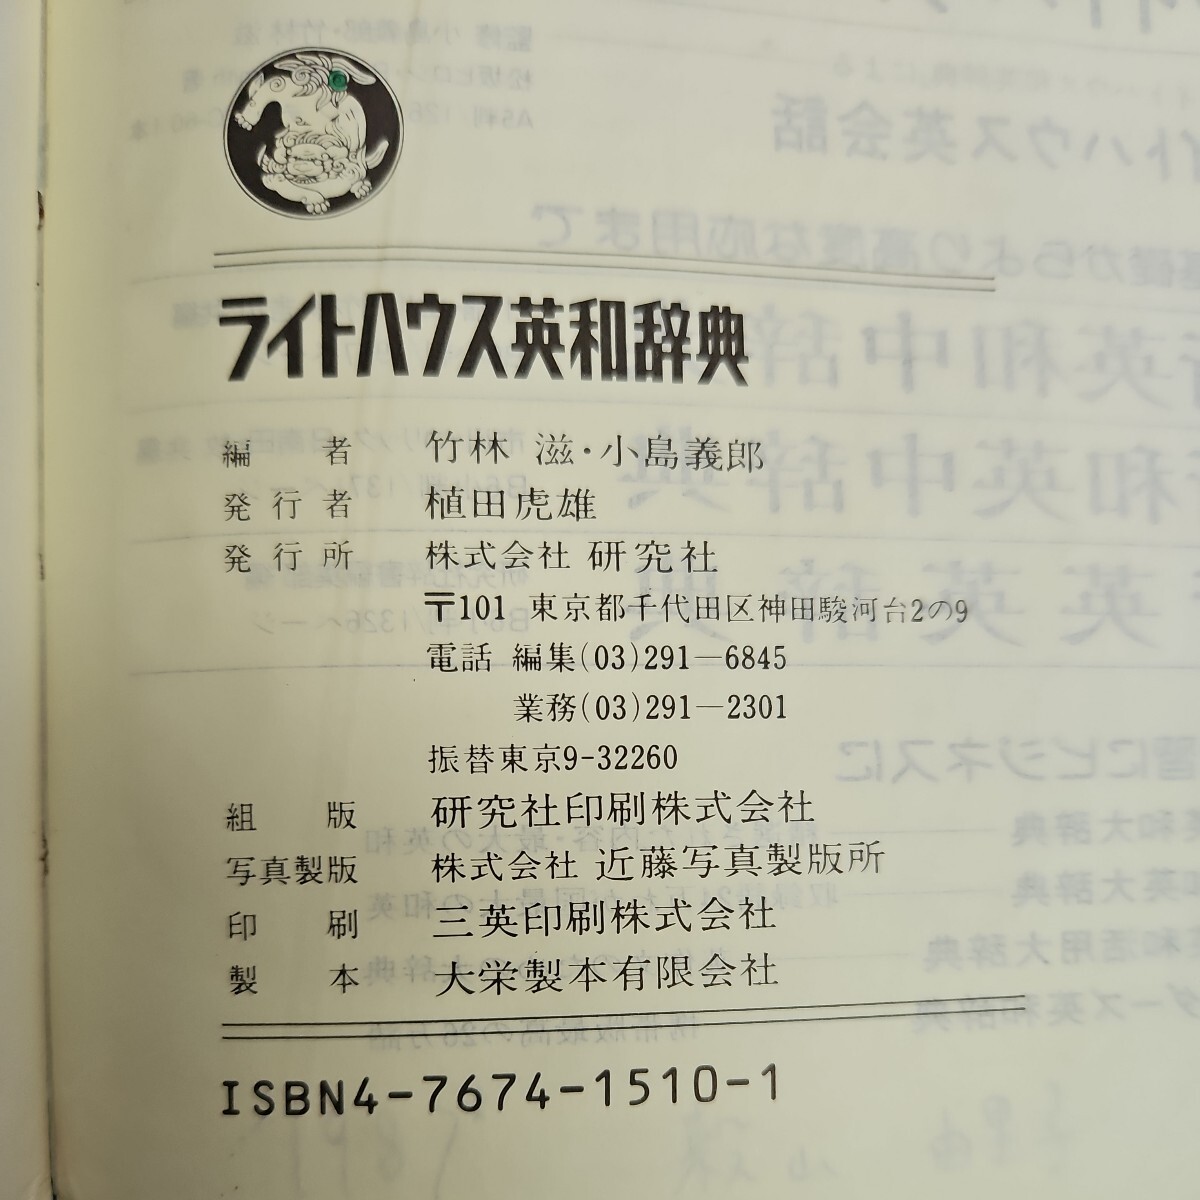 ライトハウス英和辞典
編者 竹林 滋・小島義郎
発行者 植田虎雄
発行所 株式会社 研究社
〒101 東京都千代田区神田駿河台2の9
電話 編集(03)291—6845
業務(03)291—2301
振替東京9-32260
組版 研究社印刷株式会社
写真製版 株式会社 近藤写真製版所
印刷 三英印刷株式会社
製本 大栄製本有限会社
ISBN4-7674-1510-1